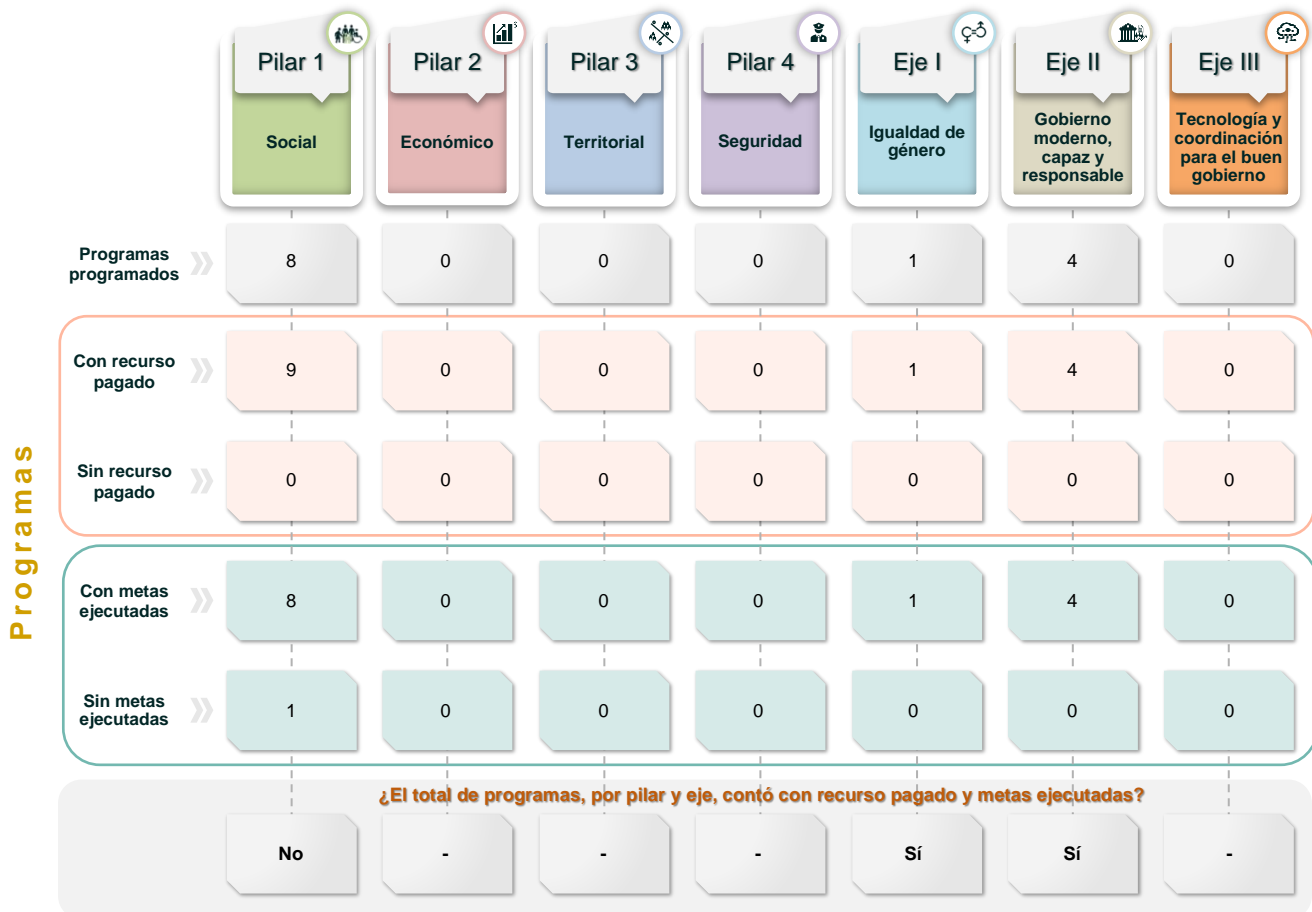 Pilar 1
Pilar 2
Pilar 3
Pilar 4
Eje I
Eje II
Eje III
Social
Económico
Territorial
Seguridad
Igualdad de
género
Gobierno
moderno,
capaz y
responsable
Tecnología y
coordinación
para el buen
gobierno
Programas
Programas
programados
8 0 0 0 1 4 0
Con recurso
pagado
9 0 0 0 1 4 0
Sin recurso
pagado
0 0 0 0 0 0 0
Con metas
ejecutadas
8 0 0 0 1 4 0
Sin metas
ejecutadas
1 0 0 0 0 0 0
¿El total de programas, por pilar y eje, contó con recurso pagado y metas ejecutadas?
No - - - Sí Sí -